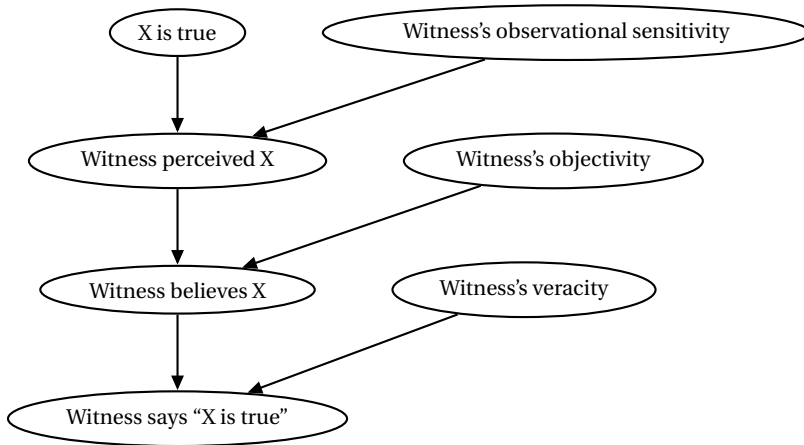 X is true
Witness’s observational sensitivity
Witness perceived X
Witness’s objectivity
Witness believes X
Witness’s veracity
Witness says “X is true”